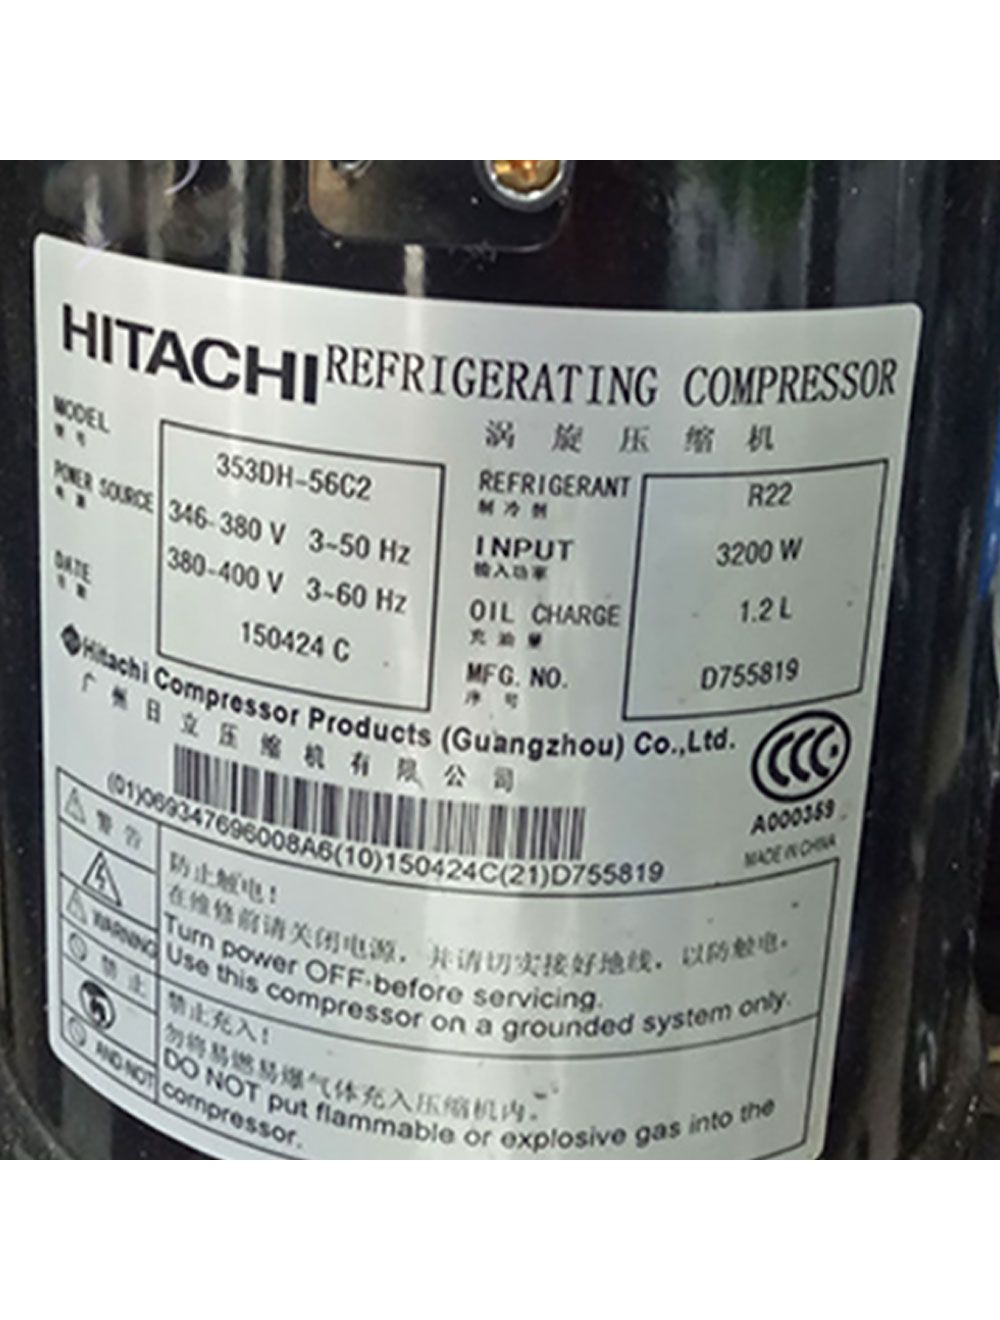 HITACHI REFRIGERATING COMPRESSOR
涡 旋 压 缩 机
MODEL 353DH-56C2
型 号
POWER SOURCE 346-380 V 3~50 Hz
电 源 380-400 V 3~60 Hz
DATE 150424 C
日 期
REFRIGERANT R22
制 冷 剂
INPUT 3200 W
输入功率
OIL CHARGE 1.2 L
充 油 量
MFG. NO. D755819
序 号
Hitachi Compressor Products (Guangzhou) Co.,Ltd.
广 州 日 立 压 缩 机 有 限 公 司
A000359
MADE IN CHINA
(01)069347696008A6(10)150424C(21)D755819
警 告
WARNING
防止触电！
在维修前请关闭电源，并请切实接好地线，以防触电。
Turn power OFF-before servicing.
Use this compressor on a grounded system only.
禁 止
AND NOT
禁止充入！
勿将易燃易爆气体充入压缩机内。
DO NOT put flammable or explosive gas into the
compressor.